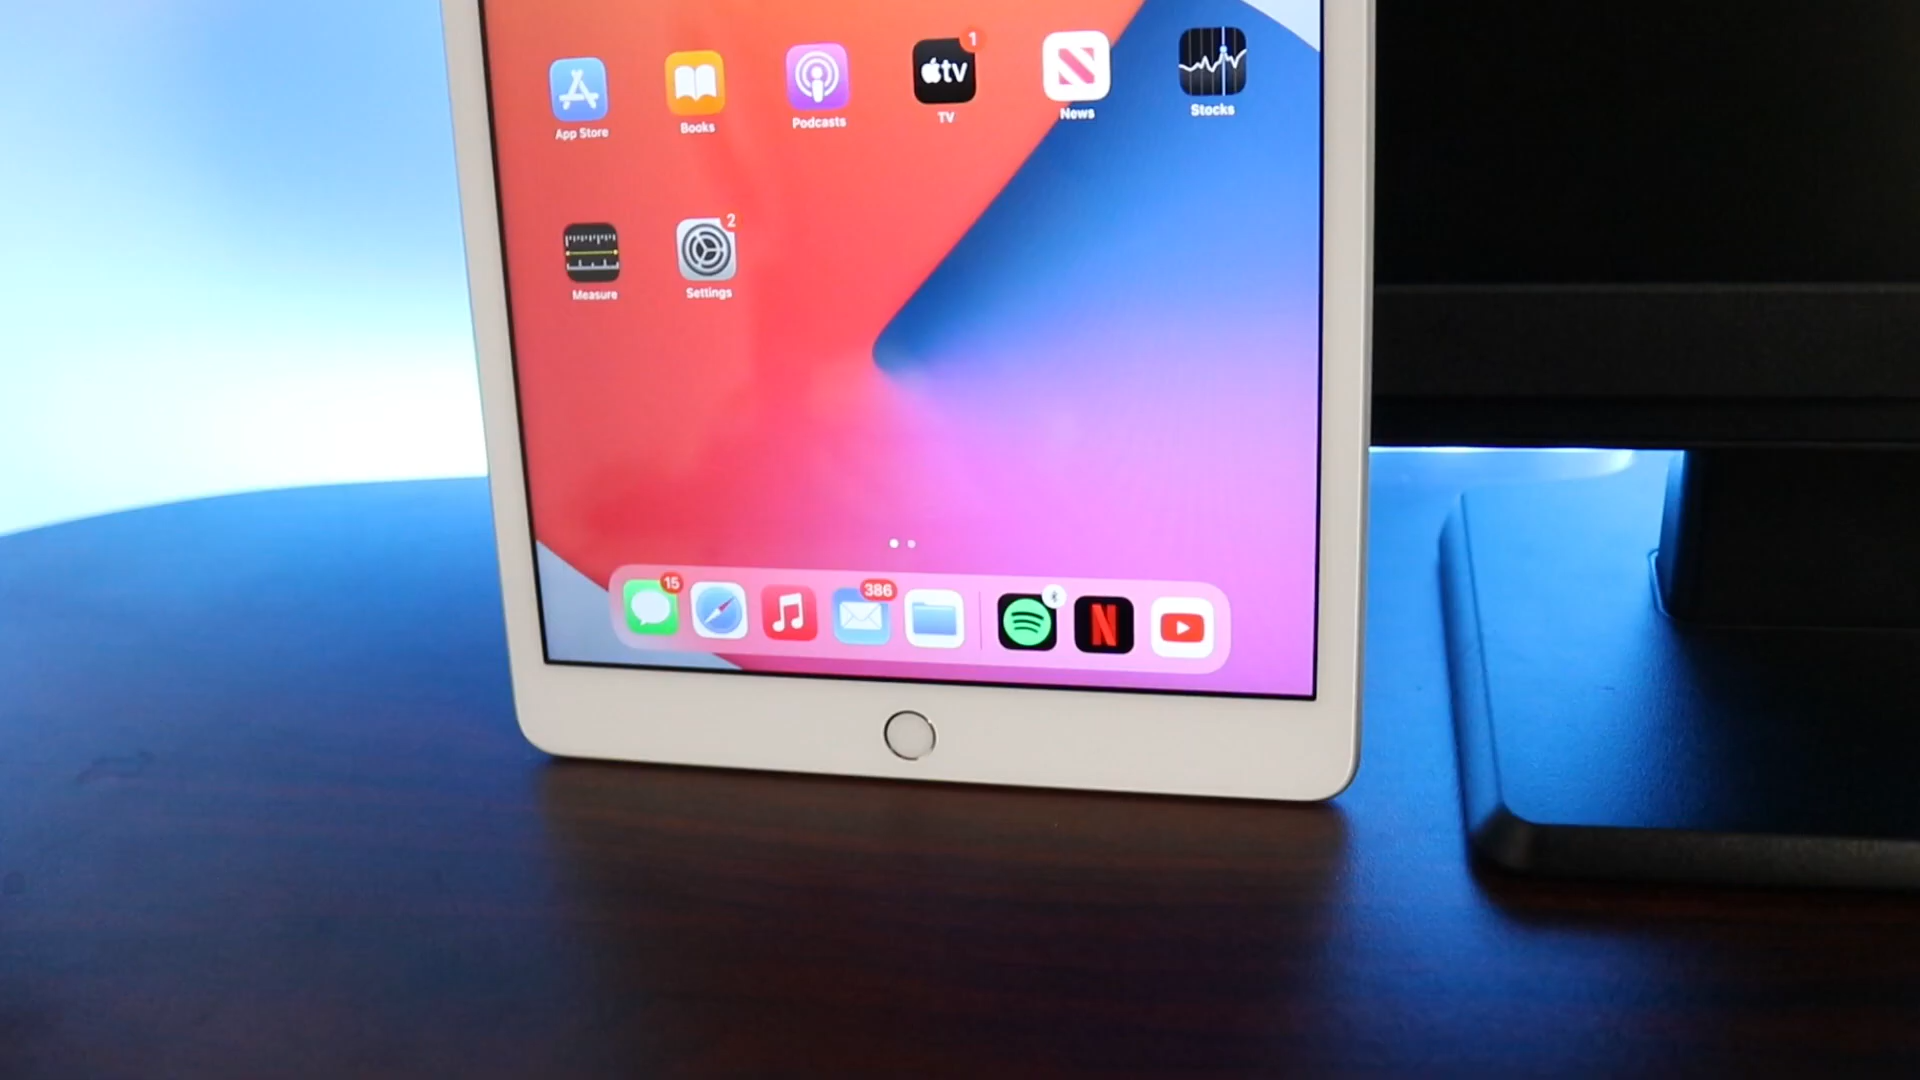 1
tv
App Store
Books
Podcasts
TV
News
Stocks
2
Measure
Settings
15
386
N